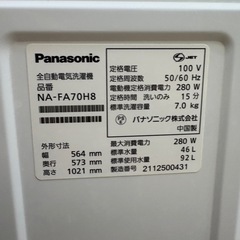 Panasonic
全自動電気洗濯機
品番
NA-FA70H8
外形寸法
幅 564 mm
奥行 573 mm
高さ 1021 mm
JET
定格電圧 100 V
定格周波数 50/60 Hz
電動機定格消費電力 280 W
定格時間 洗いのみ 15 分
標準洗濯容量 7.0 kg
パナソニック株式会社
中国製
最大消費電力 280 W
標準水量 46 L
標準使用水量 92 L
製造番号 2112500431